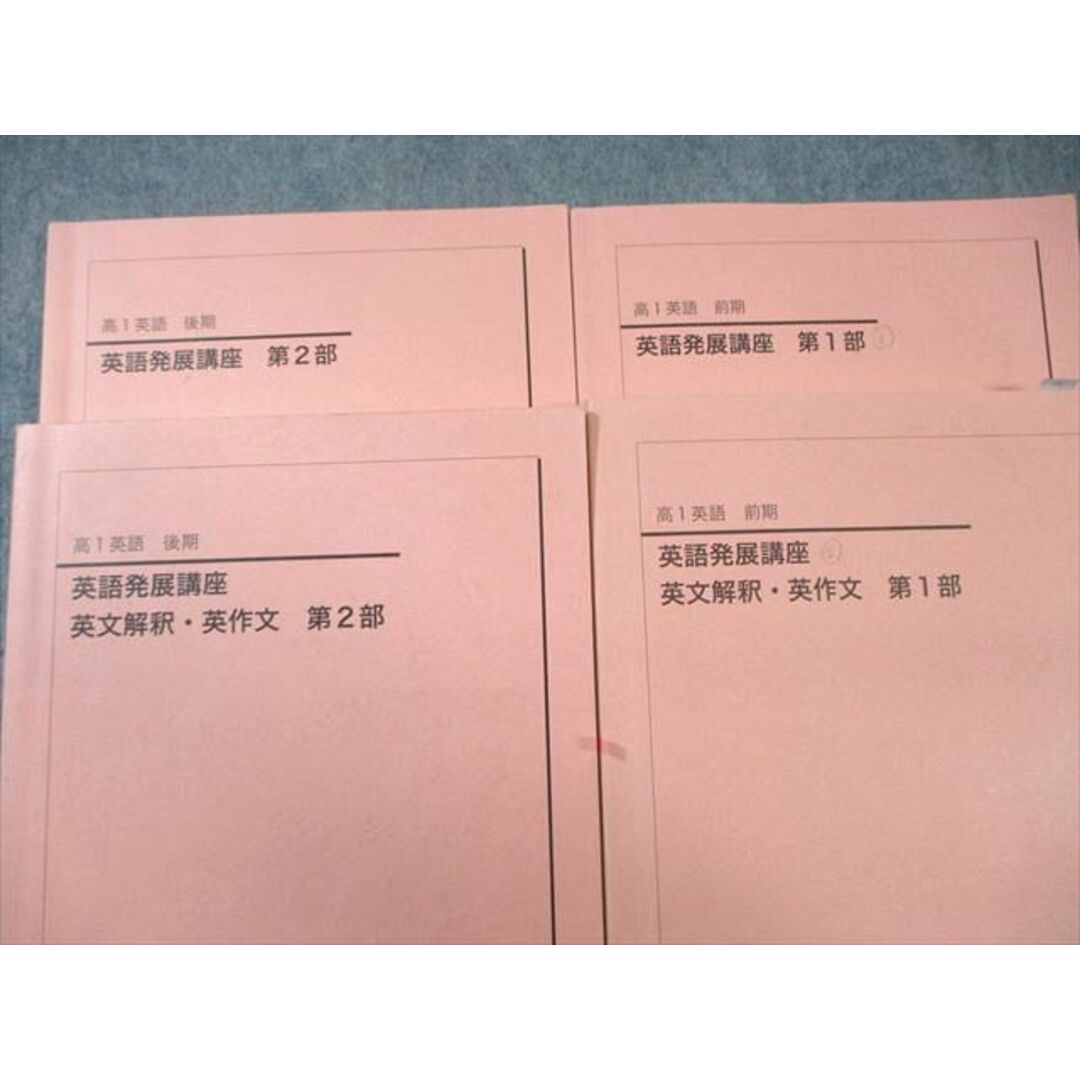 高1英語 後期
英語発展講座 第2部
高1英語 前期
英語発展講座 第1部
高1英語 後期
英語発展講座
英文解釈・英作文 第2部
高1英語 前期
英語発展講座
英文解釈・英作文 第1部